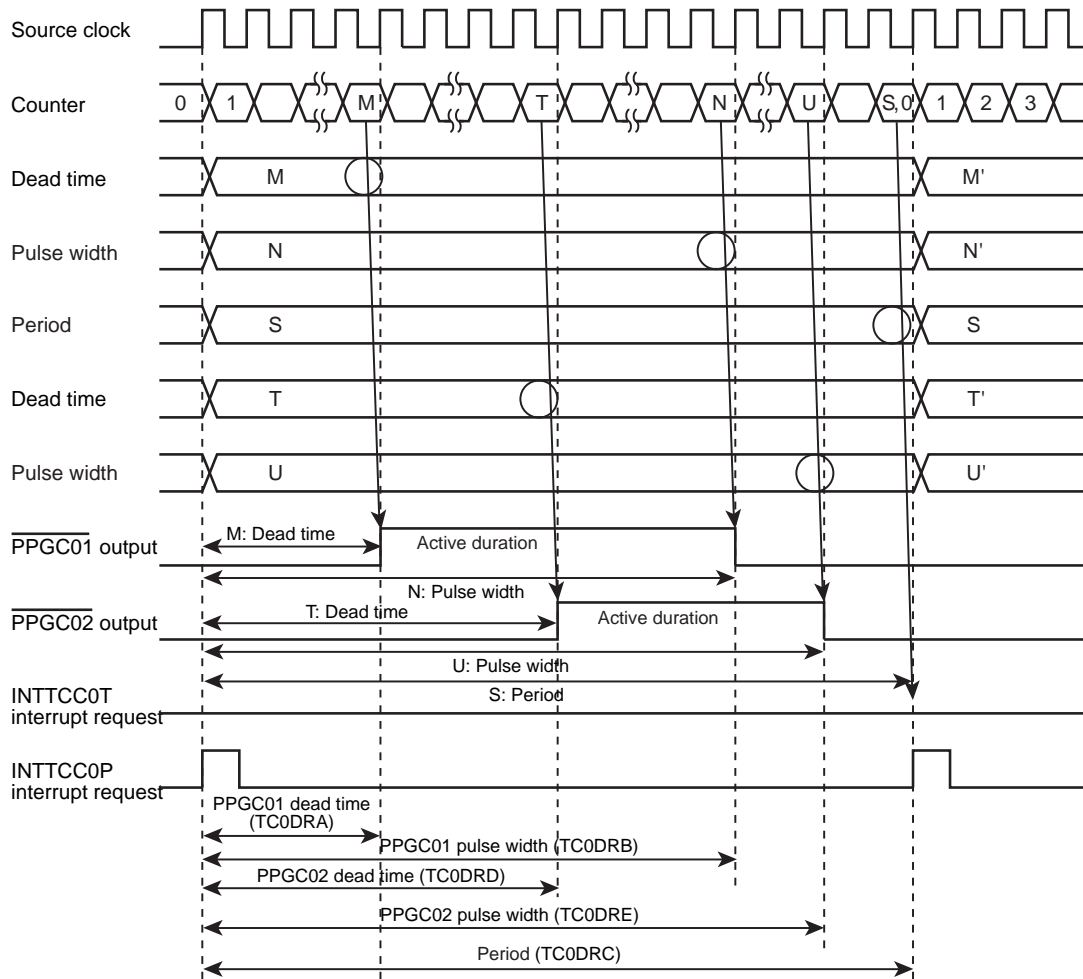 Source clock
Counter 0 1 M T N U S,0 1 2 3
Dead time M M'
Pulse width N N'
Period S S
Dead time T T'
Pulse width U U'
PPGC01 output
M: Dead time
Active duration
N: Pulse width
PPGC02 output
T: Dead time
Active duration
U: Pulse width
S: Period
INTTCC0T
interrupt request
INTTCC0P
interrupt request
PPGC01 dead time
(TC0DRA)
PPGC01 pulse width (TC0DRB)
PPGC02 dead time (TC0DRD)
PPGC02 pulse width (TC0DRE)
Period (TC0DRC)